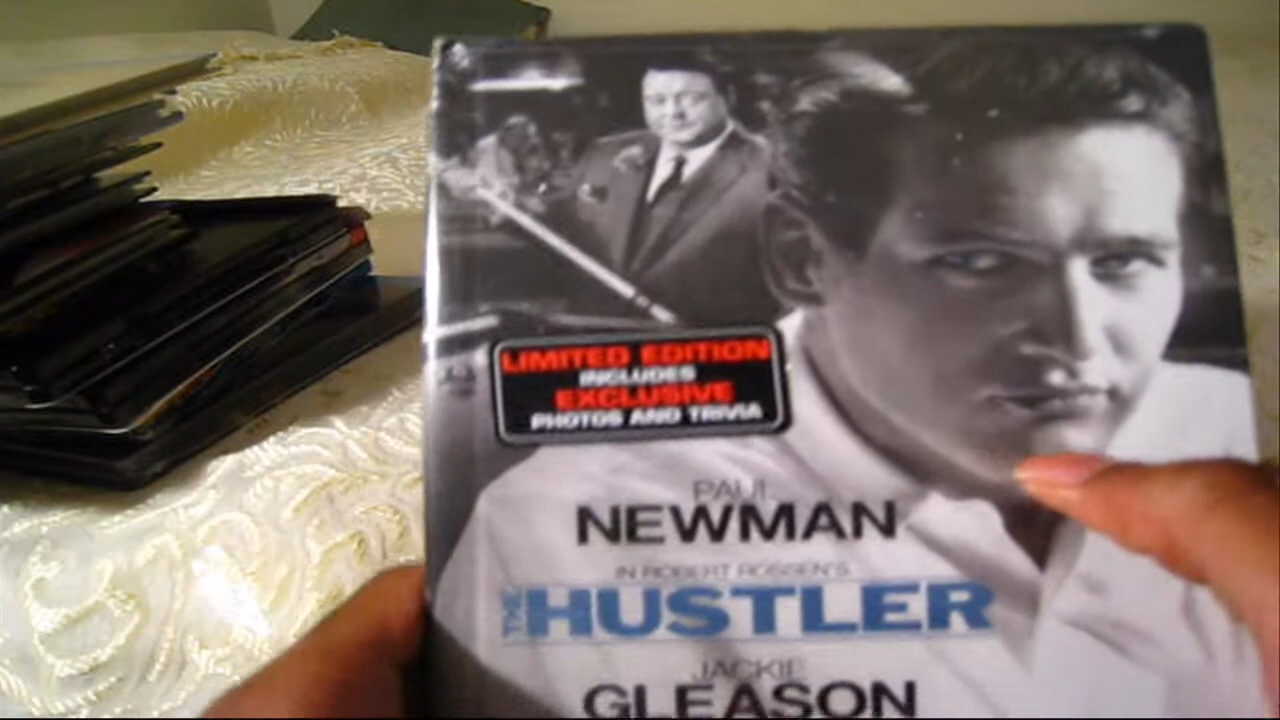 LIMITED EDITION
INCLUDES
EXCLUSIVE
PHOTOS AND TRIVIA
PAUL
NEWMAN
IN ROBERT ROSSEN'S
THE HUSTLER
JACKIE
GLEASON